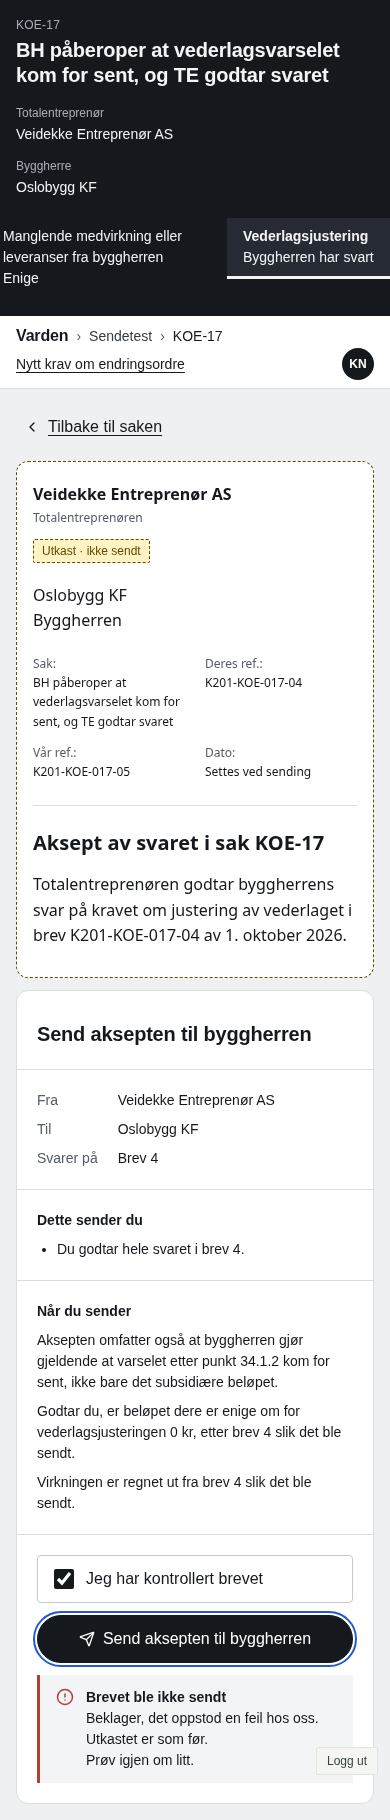 KOE-17
BH påberoper at vederlagsvarselet
kom for sent, og TE godtar svaret
Totalentreprenør
Veidekke Entreprenør AS
Byggherre
Oslobygg KF
Manglende medvirkning eller
leveranser fra byggherren
Enige
Vederlagsjustering
Byggherren har svart
Varden › Sendetest › KOE-17
Nytt krav om endringsordre
KN
Tilbake til saken
Veidekke Entreprenør AS
Totalentreprenøren
Utkast · ikke sendt
Oslobygg KF
Byggherren
Sak:
BH påberoper at
vederlagsvarselet kom for
sent, og TE godtar svaret
Deres ref.:
K201-KOE-017-04
Vår ref.:
K201-KOE-017-05
Dato:
Settes ved sending
Aksept av svaret i sak KOE-17
Totalentreprenøren godtar byggherrens
svar på kravet om justering av vederlaget i
brev K201-KOE-017-04 av 1. oktober 2026.
Send aksepten til byggherren
Fra Veidekke Entreprenør AS
Til Oslobygg KF
Svarer på Brev 4
Dette sender du
• Du godtar hele svaret i brev 4.
Når du sender
Aksepten omfatter også at byggherren gjør
gjeldende at varselet etter punkt 34.1.2 kom for
sent, ikke bare det subsidiære beløpet.
Godtar du, er beløpet dere er enige om for
vederlagsjusteringen 0 kr, etter brev 4 slik det ble
sendt.
Virkningen er regnet ut fra brev 4 slik det ble
sendt.
Jeg har kontrollert brevet
Send aksepten til byggherren
Brevet ble ikke sendt
Beklager, det oppstod en feil hos oss.
Utkastet er som før.
Prøv igjen om litt.
Logg ut